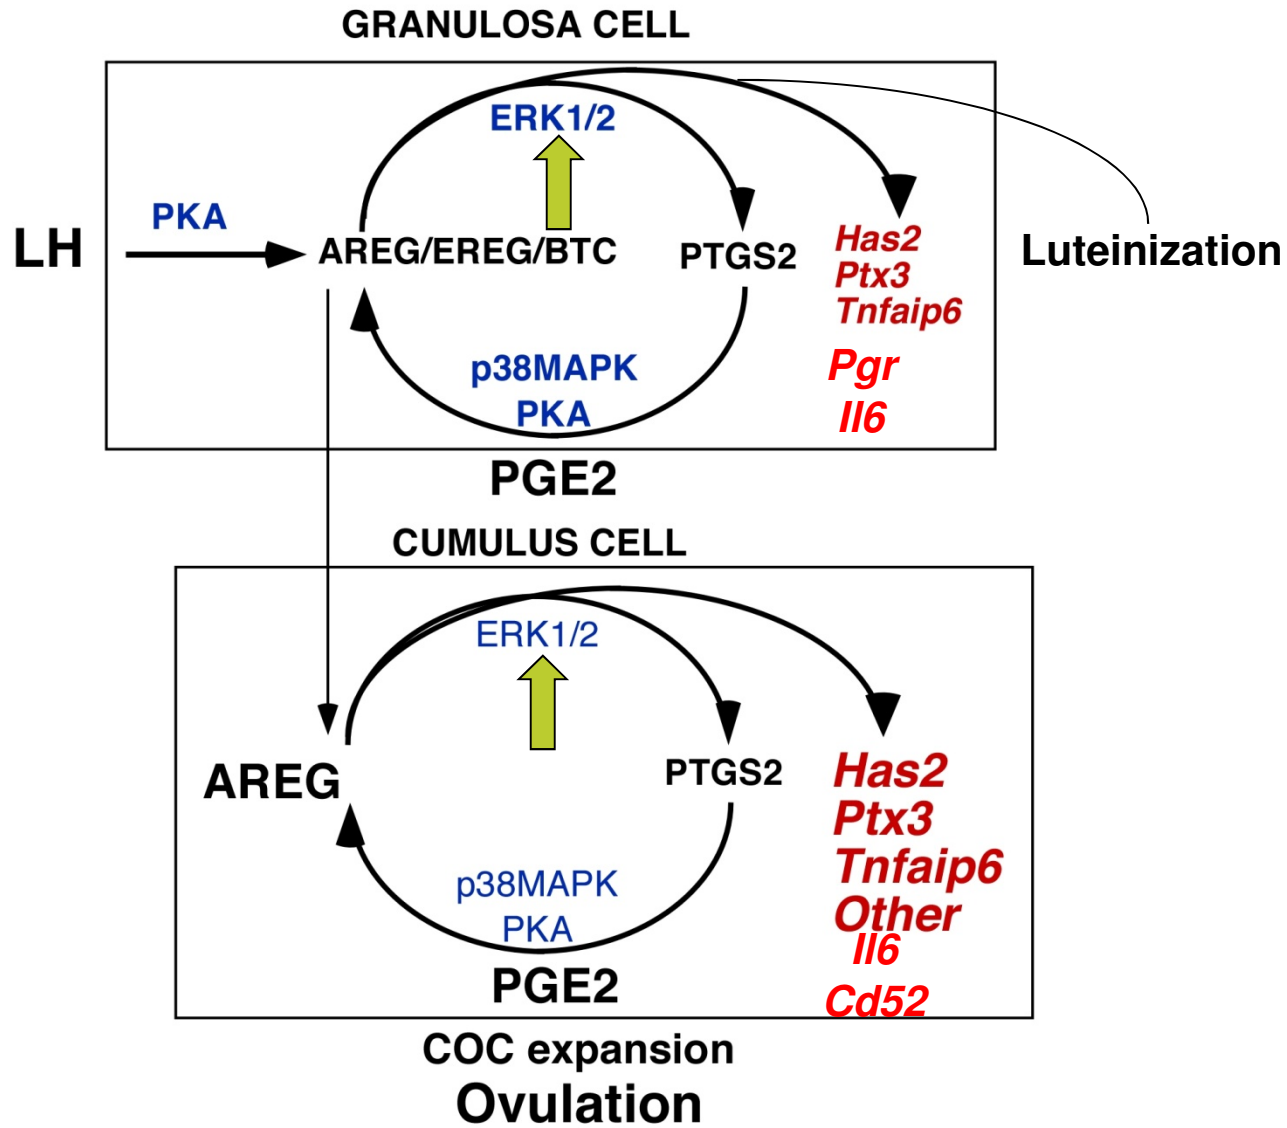 GRANULOSA CELL
ERK1/2
PKA
LH
AREG/EREG/BTC
PTGS2
Has2
Ptx3
Tnfaip6
Luteinization
Pgr
Il6
p38MAPK
PKA
PGE2
CUMULUS CELL
ERK1/2
AREG
PTGS2
Has2
Ptx3
Tnfaip6
Other
Il6
Cd52
p38MAPK
PKA
PGE2
COC expansion
Ovulation